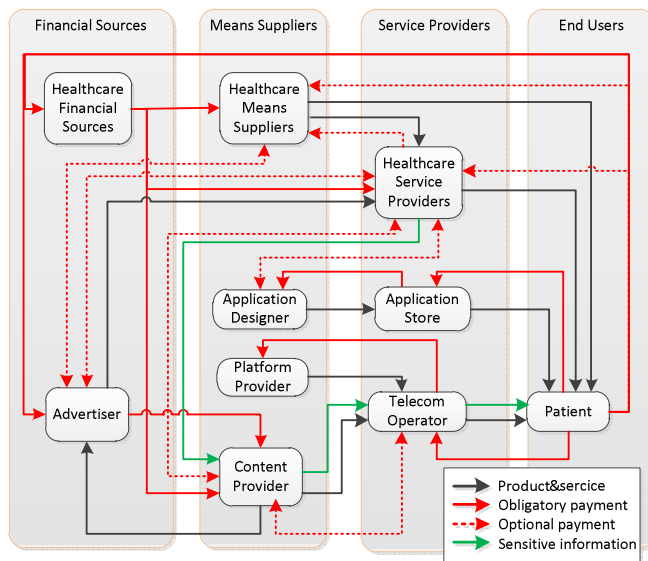 Financial Sources
Means Suppliers
Service Providers
End Users
Healthcare
Financial
Sources
Healthcare
Means
Suppliers
Healthcare
Service
Providers
Application
Designer
Application
Store
Platform
Provider
Advertiser
Telecom
Operator
Patient
Content
Provider
Product&service
Obligatory payment
Optional payment
Sensitive information